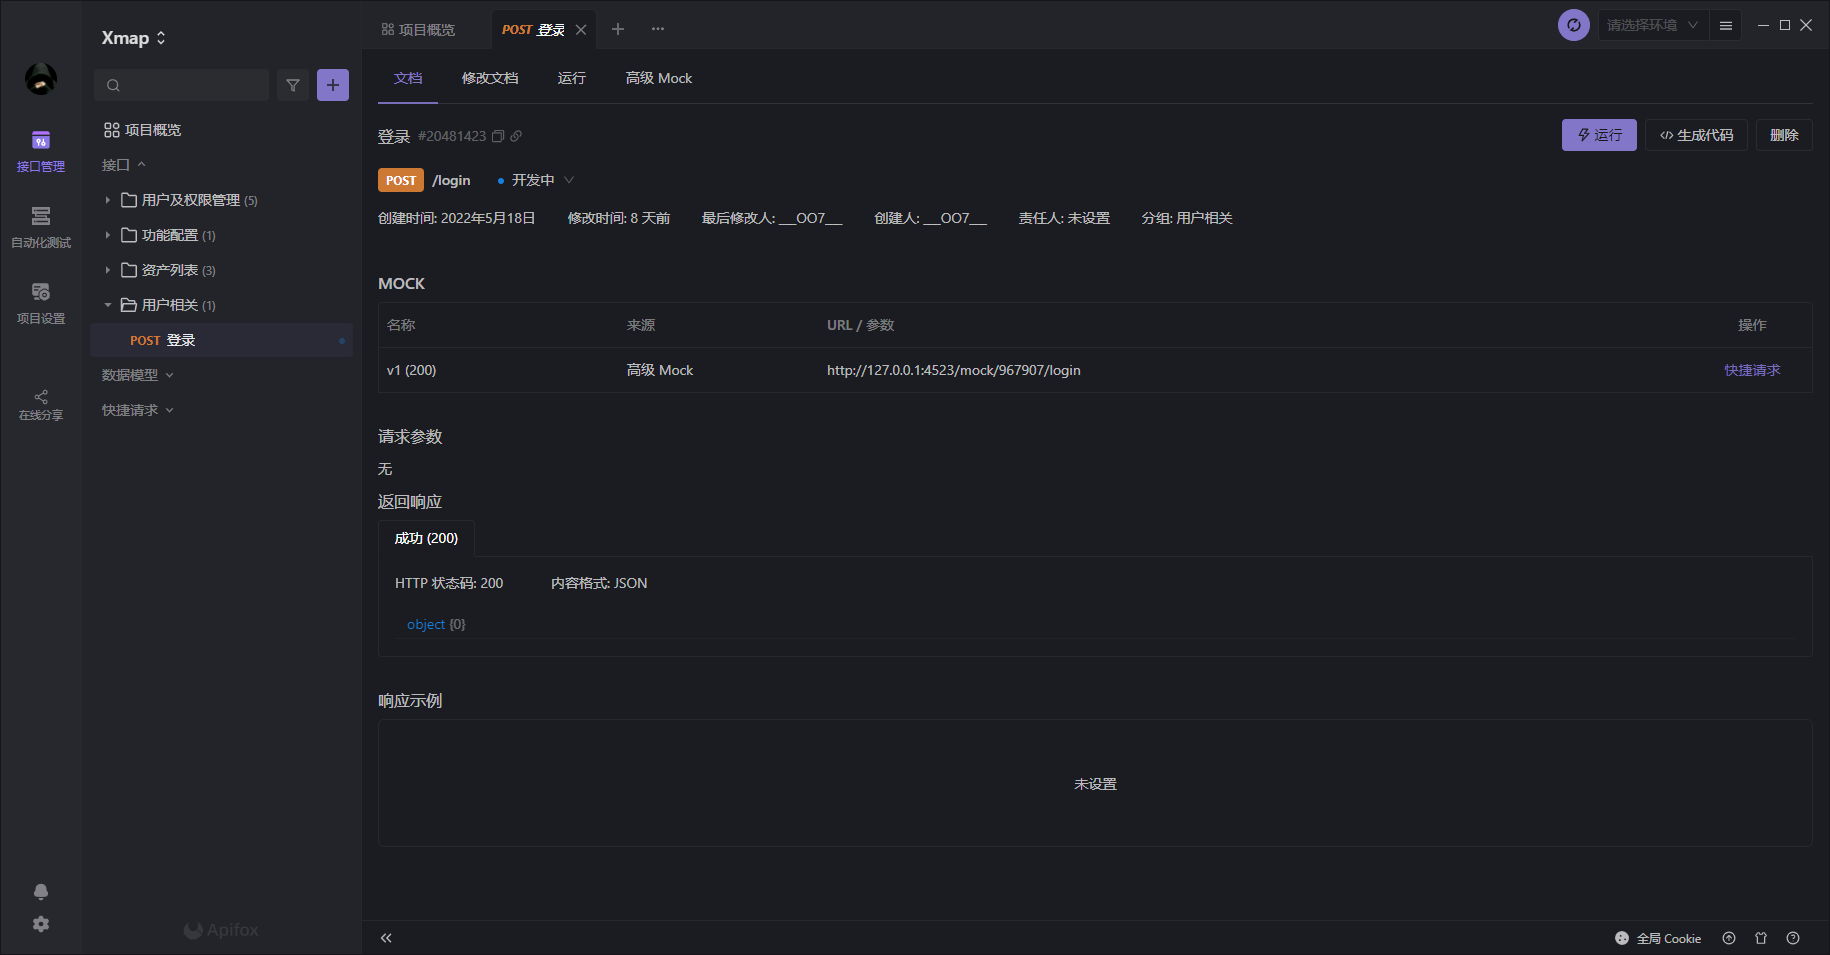 Xmap
项目概览
POST 登录
请选择环境
接口管理
自动化测试
项目设置
在线分享
项目概览
接口
用户及权限管理 (5)
功能配置 (1)
资产列表 (3)
用户相关 (1)
POST 登录
数据模型
快捷请求
Apifox
文档
修改文档
运行
高级 Mock
登录 #20481423
运行
生成代码
删除
POST /login 开发中
创建时间: 2022年5月18日 修改时间: 8 天前 最后修改人: ___OO7___ 创建人: ___OO7___ 责任人: 未设置 分组: 用户相关
MOCK
名称 来源 URL / 参数 操作
v1 (200) 高级 Mock http://127.0.0.1:4523/mock/967907/login 快捷请求
请求参数
无
返回响应
成功 (200)
HTTP 状态码: 200 内容格式: JSON
object {0}
响应示例
未设置
全局 Cookie